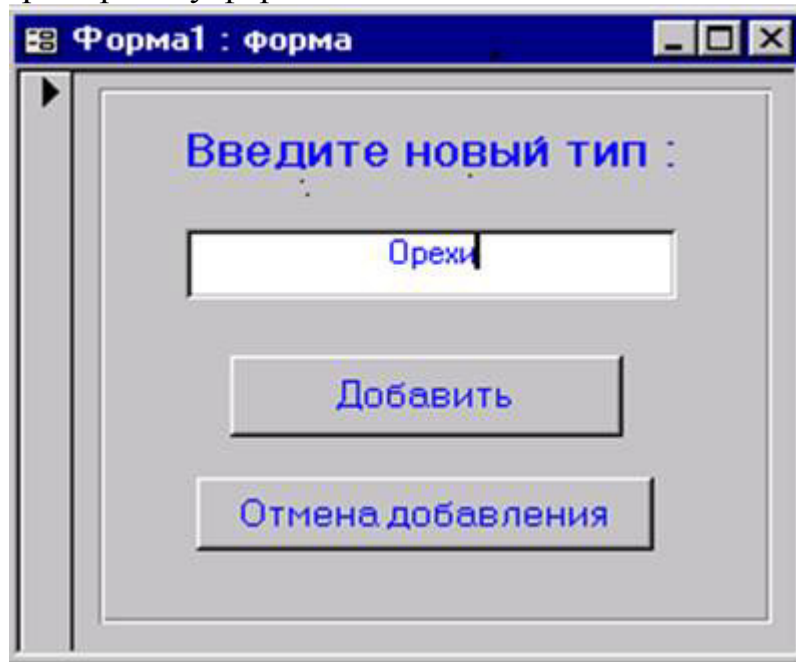 Форма1 : форма
Введите новый тип :
Орехи
Добавить
Отмена добавления